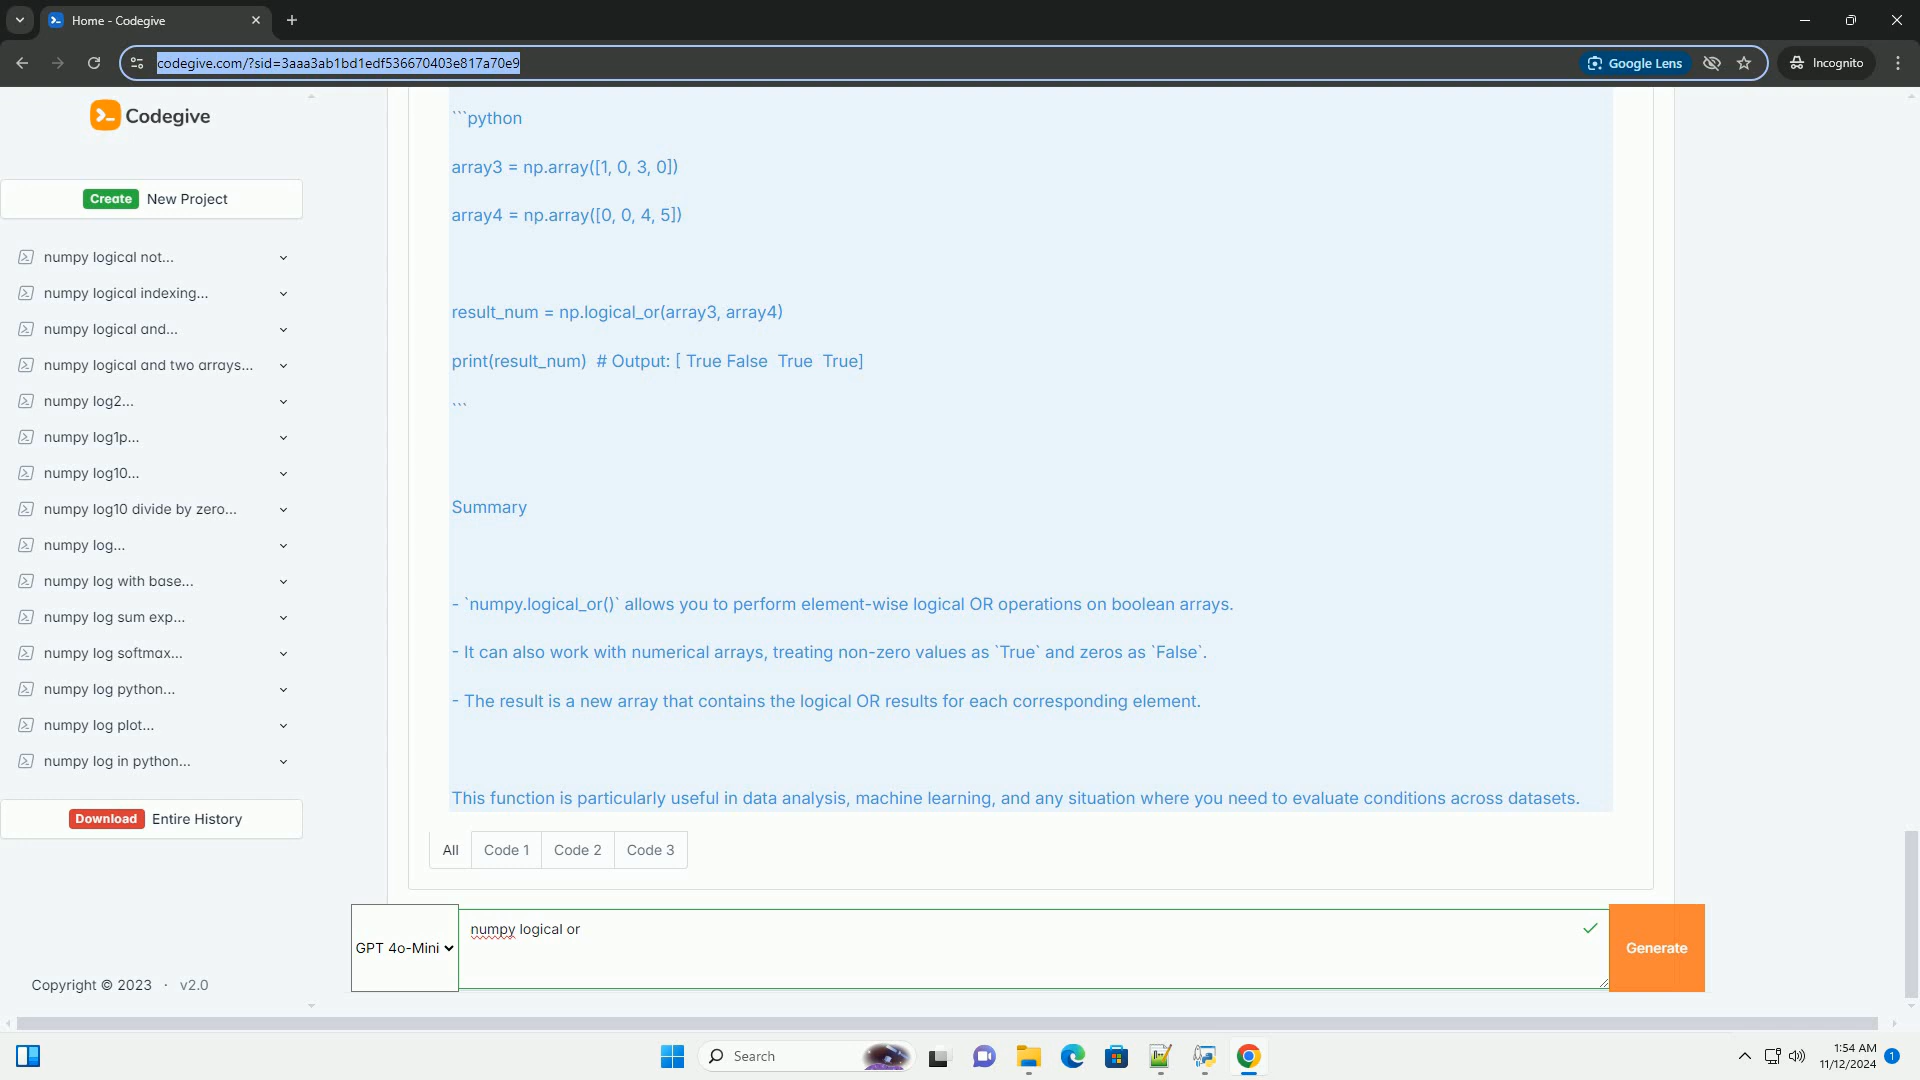 Home - Codegive
codegive.com/?sid=3aaa3ab1bd1edf536670403e817a70e9
Google Lens
Incognito
Codegive
Create New Project
numpy logical not...
numpy logical indexing...
numpy logical and...
numpy logical and two arrays...
numpy log2...
numpy log1p...
numpy log10...
numpy log10 divide by zero...
numpy log...
numpy log with base...
numpy log sum exp...
numpy log softmax...
numpy log python...
numpy log plot...
numpy log in python...
Download Entire History
Copyright © 2023 · v2.0
```python
array3 = np.array([1, 0, 3, 0])
array4 = np.array([0, 0, 4, 5])
result_num = np.logical_or(array3, array4)
print(result_num)  # Output: [ True False  True  True]
```
Summary
- `numpy.logical_or()` allows you to perform element-wise logical OR operations on boolean arrays.
- It can also work with numerical arrays, treating non-zero values as `True` and zeros as `False`.
- The result is a new array that contains the logical OR results for each corresponding element.
This function is particularly useful in data analysis, machine learning, and any situation where you need to evaluate conditions across datasets.
All Code 1 Code 2 Code 3
GPT 4o-Mini
numpy logical or
Generate
Search
1:54 AM
11/12/2024
1